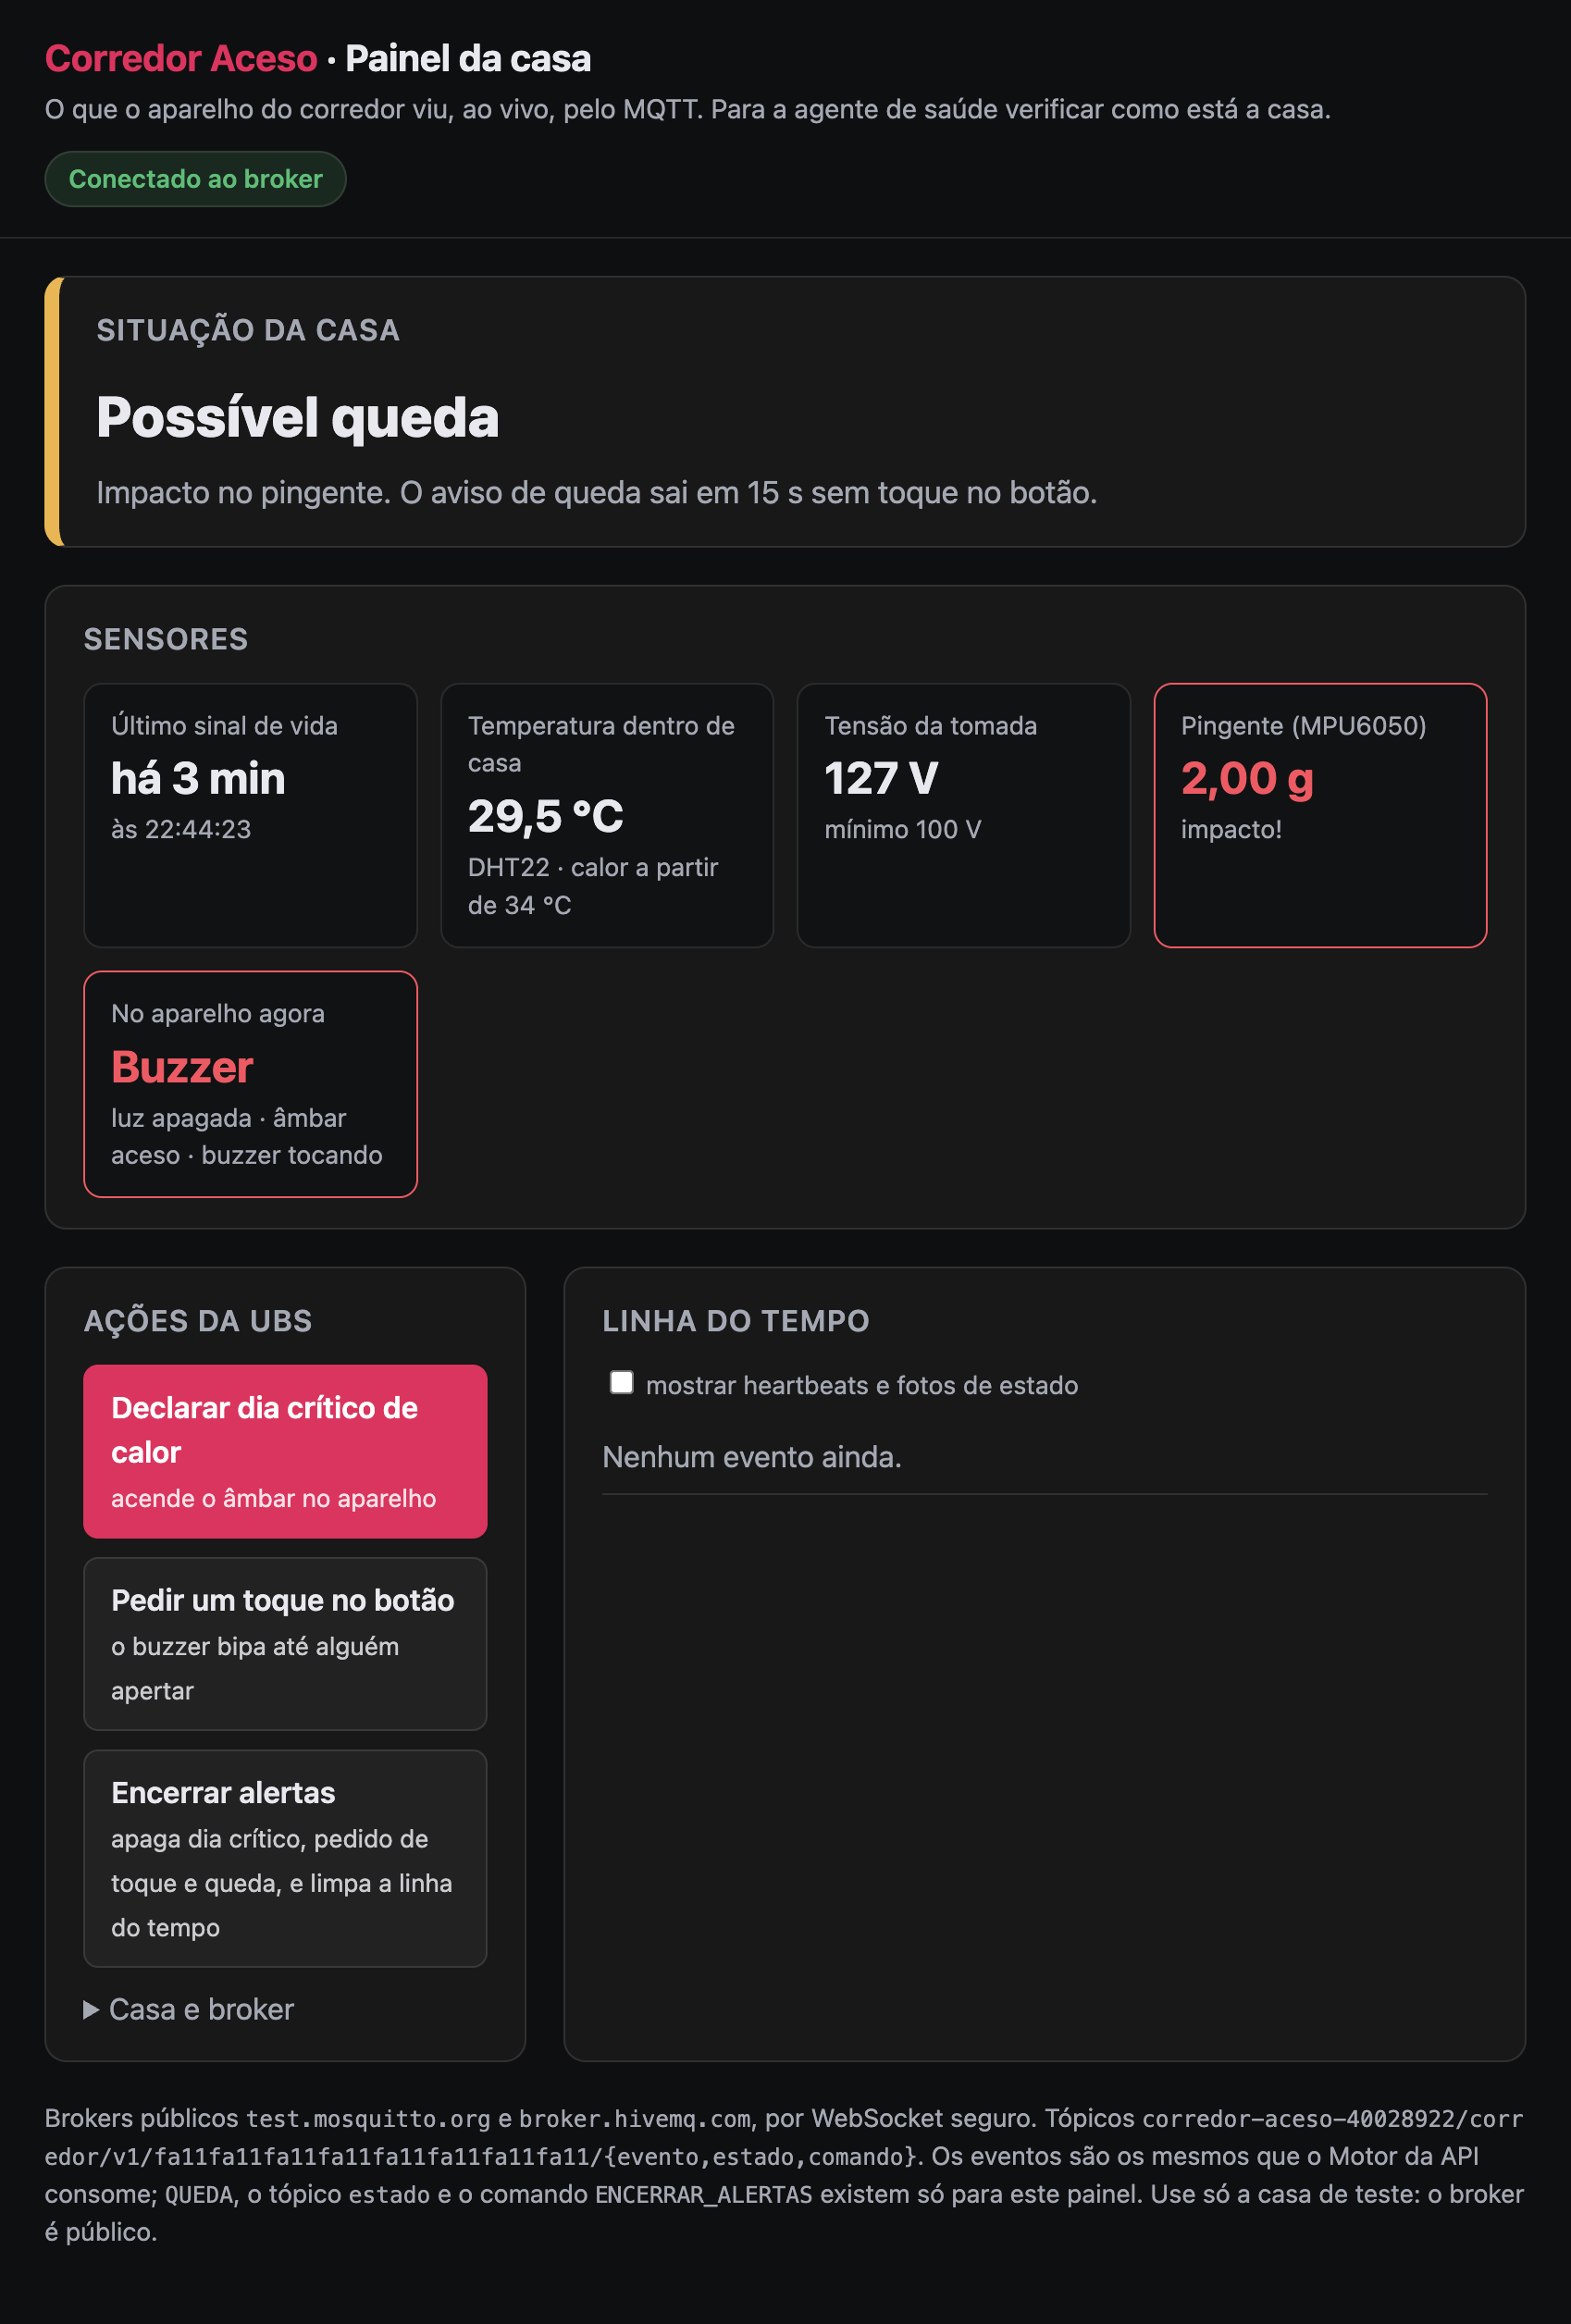 Corredor Aceso · Painel da casa
O que o aparelho do corredor viu, ao vivo, pelo MQTT. Para a agente de saúde verificar como está a casa.
Conectado ao broker
SITUAÇÃO DA CASA
Possível queda
Impacto no pingente. O aviso de queda sai em 15 s sem toque no botão.
SENSORES
Último sinal de vida
há 3 min
às 22:44:23
Temperatura dentro de
casa
29,5 °C
DHT22 · calor a partir
de 34 °C
Tensão da tomada
127 V
mínimo 100 V
Pingente (MPU6050)
2,00 g
impacto!
No aparelho agora
Buzzer
luz apagada · âmbar
aceso · buzzer tocando
AÇÕES DA UBS
Declarar dia crítico de
calor
acende o âmbar no aparelho
Pedir um toque no botão
o buzzer bipa até alguém
apertar
Encerrar alertas
apaga dia crítico, pedido de
toque e queda, e limpa a linha
do tempo
▶ Casa e broker
LINHA DO TEMPO
mostrar heartbeats e fotos de estado
Nenhum evento ainda.
Brokers públicos test.mosquitto.org e broker.hivemq.com, por WebSocket seguro. Tópicos corredor-aceso-40028922/corr
edor/v1/fa11fa11fa11fa11fa11fa11fa11fa11/{evento,estado,comando}. Os eventos são os mesmos que o Motor da API
consome; QUEDA, o tópico estado e o comando ENCERRAR_ALERTAS existem só para este painel. Use só a casa de teste: o broker
é público.